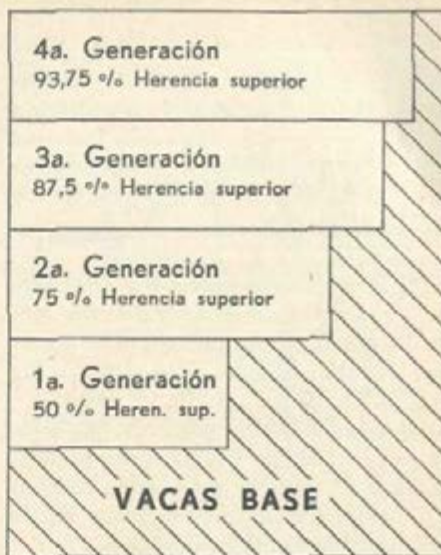 4a. Generación
93,75 % Herencia superior
3a. Generación
87,5 % Herencia superior
2a. Generación
75 % Herencia superior
1a. Generación
50 % Heren. sup.
VACAS BASE